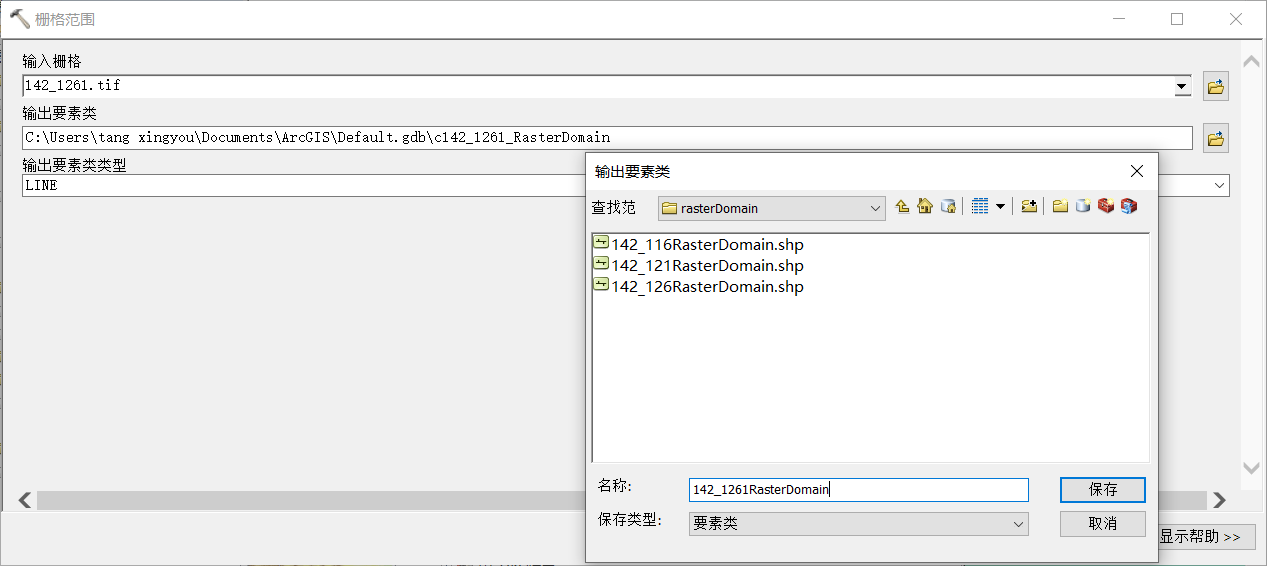 栅格范围
输入栅格
142_1261.tif
输出要素类
C:\Users\tang xingyou\Documents\ArcGIS\Default.gdb\c142_1261_RasterDomain
输出要素类类型
LINE
输出要素类
查找范
rasterDomain
142_116RasterDomain.shp
142_121RasterDomain.shp
142_126RasterDomain.shp
名称:
142_1261RasterDomain
保存
保存类型:
要素类
取消
显示帮助 >>